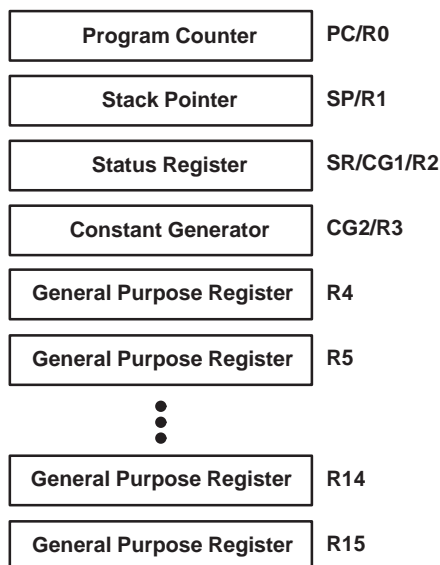 Program Counter PC/R0
Stack Pointer SP/R1
Status Register SR/CG1/R2
Constant Generator CG2/R3
General Purpose Register R4
General Purpose Register R5
General Purpose Register R14
General Purpose Register R15